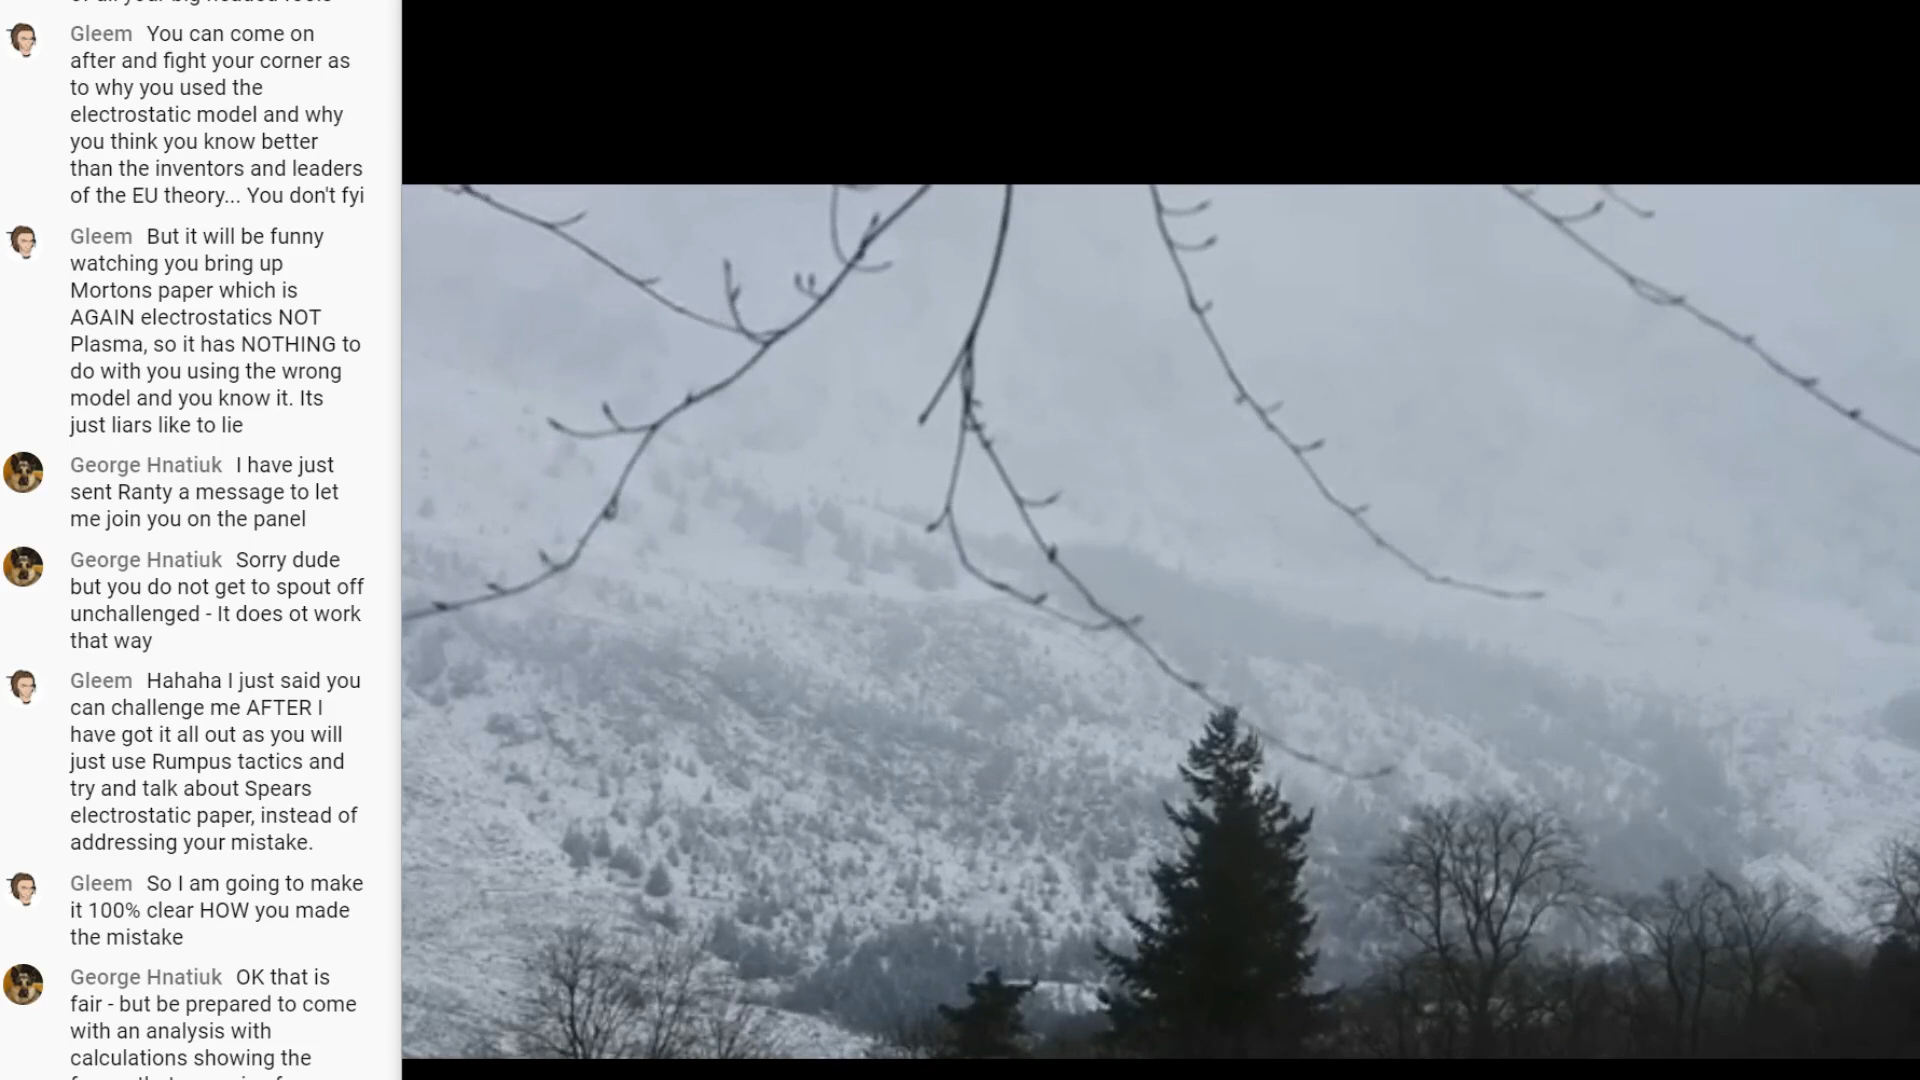 Gleem You can come on
after and fight your corner as
to why you used the
electrostatic model and why
you think you know better
than the inventors and leaders
of the EU theory... You don't fyi
Gleem But it will be funny
watching you bring up
Mortons paper which is
AGAIN electrostatics NOT
Plasma, so it has NOTHING to
do with you using the wrong
model and you know it. Its
just liars like to lie
George Hnatiuk I have just
sent Ranty a message to let
me join you on the panel
George Hnatiuk Sorry dude
but you do not get to spout off
unchallenged - It does ot work
that way
Gleem Hahaha I just said you
can challenge me AFTER I
have got it all out as you will
just use Rumpus tactics and
try and talk about Spears
electrostatic paper, instead of
addressing your mistake.
Gleem So I am going to make
it 100% clear HOW you made
the mistake
George Hnatiuk OK that is
fair - but be prepared to come
with an analysis with
calculations showing the